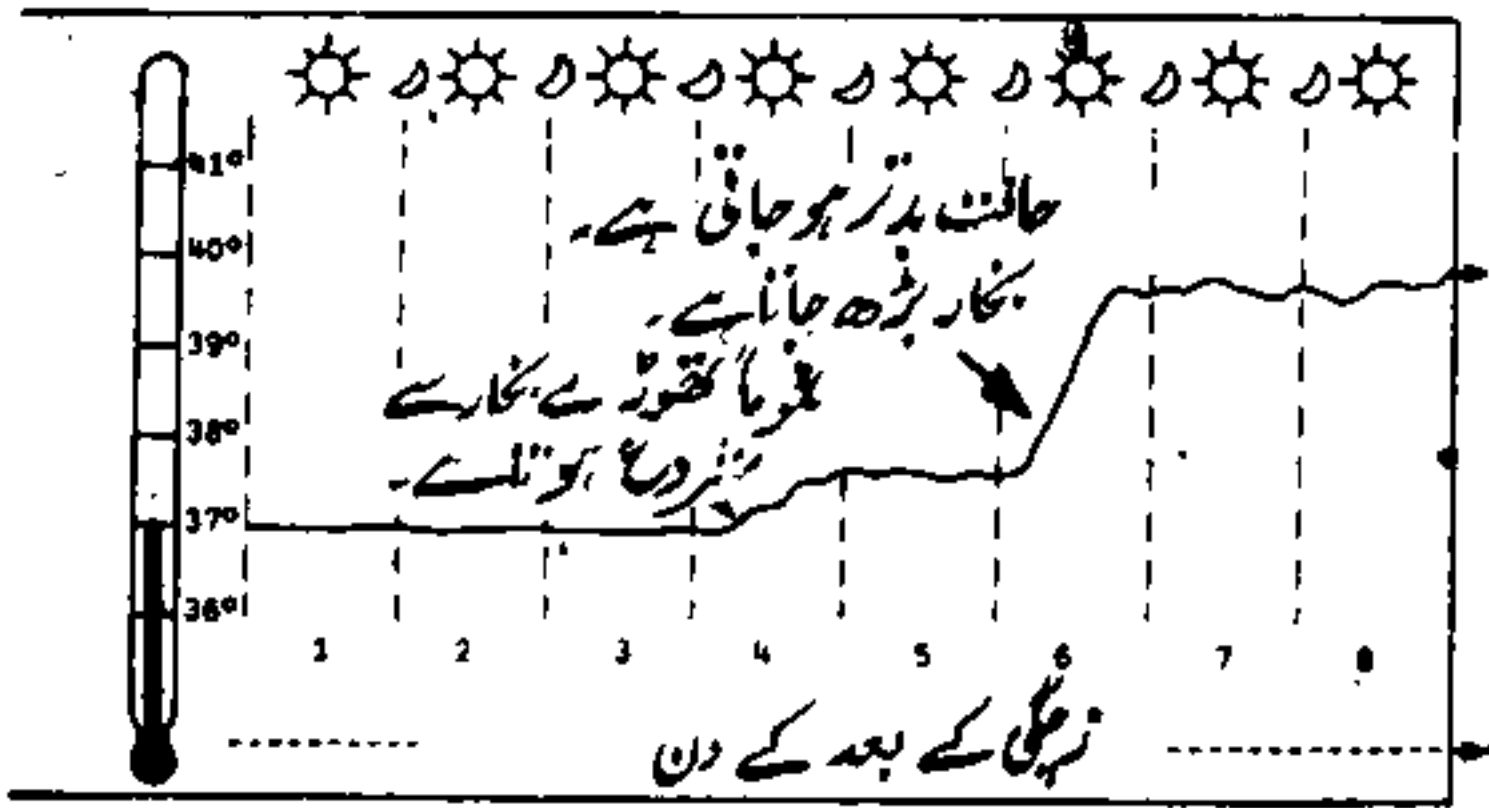 41°
40°
39°
38°
37°
36°
حالت بدتر ہو جاتی ہے۔
بخار بڑھ جاتا ہے۔
عموماً تھوڑے بخار سے
شروع ہوتا ہے۔
1 2 3 4 5 6 7 8
زچگی کے بعد کے دن